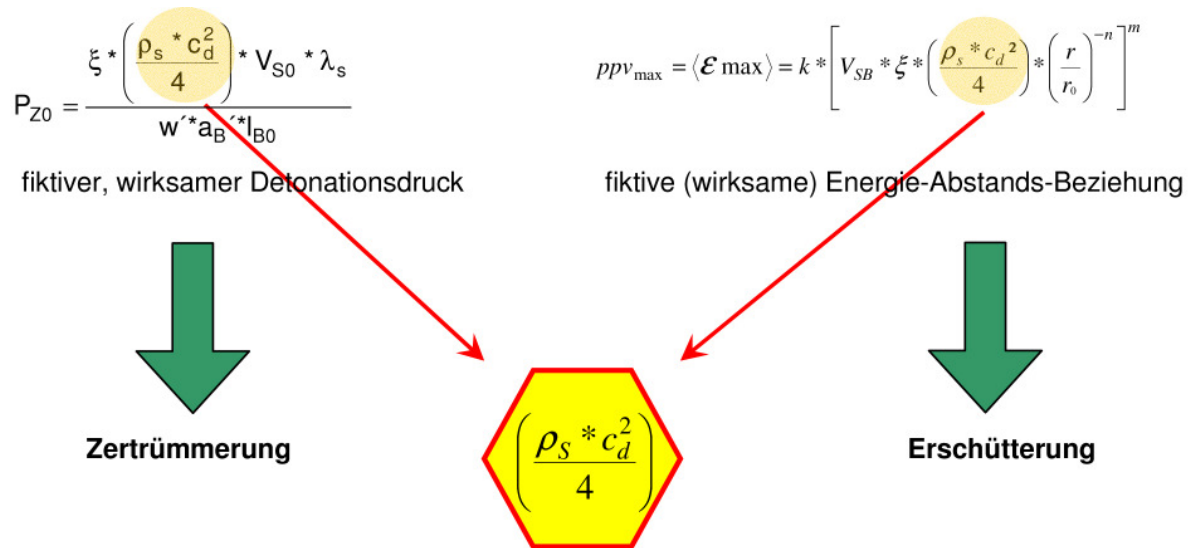 P_Z0 = ξ * (ρ_s * c_d^2 / 4) * V_S0 * λ_s / w´*a_B´*l_B0
ppv_max = ⟨ℰ max⟩ = k * [V_SB * ξ * (ρ_s * c_d^2 / 4) * (r / r_0)^-n]^m
fiktiver, wirksamer Detonationsdruck
fiktive (wirksame) Energie-Abstands-Beziehung
Zertrümmerung
Erschütterung
(ρ_S * c_d^2 / 4)